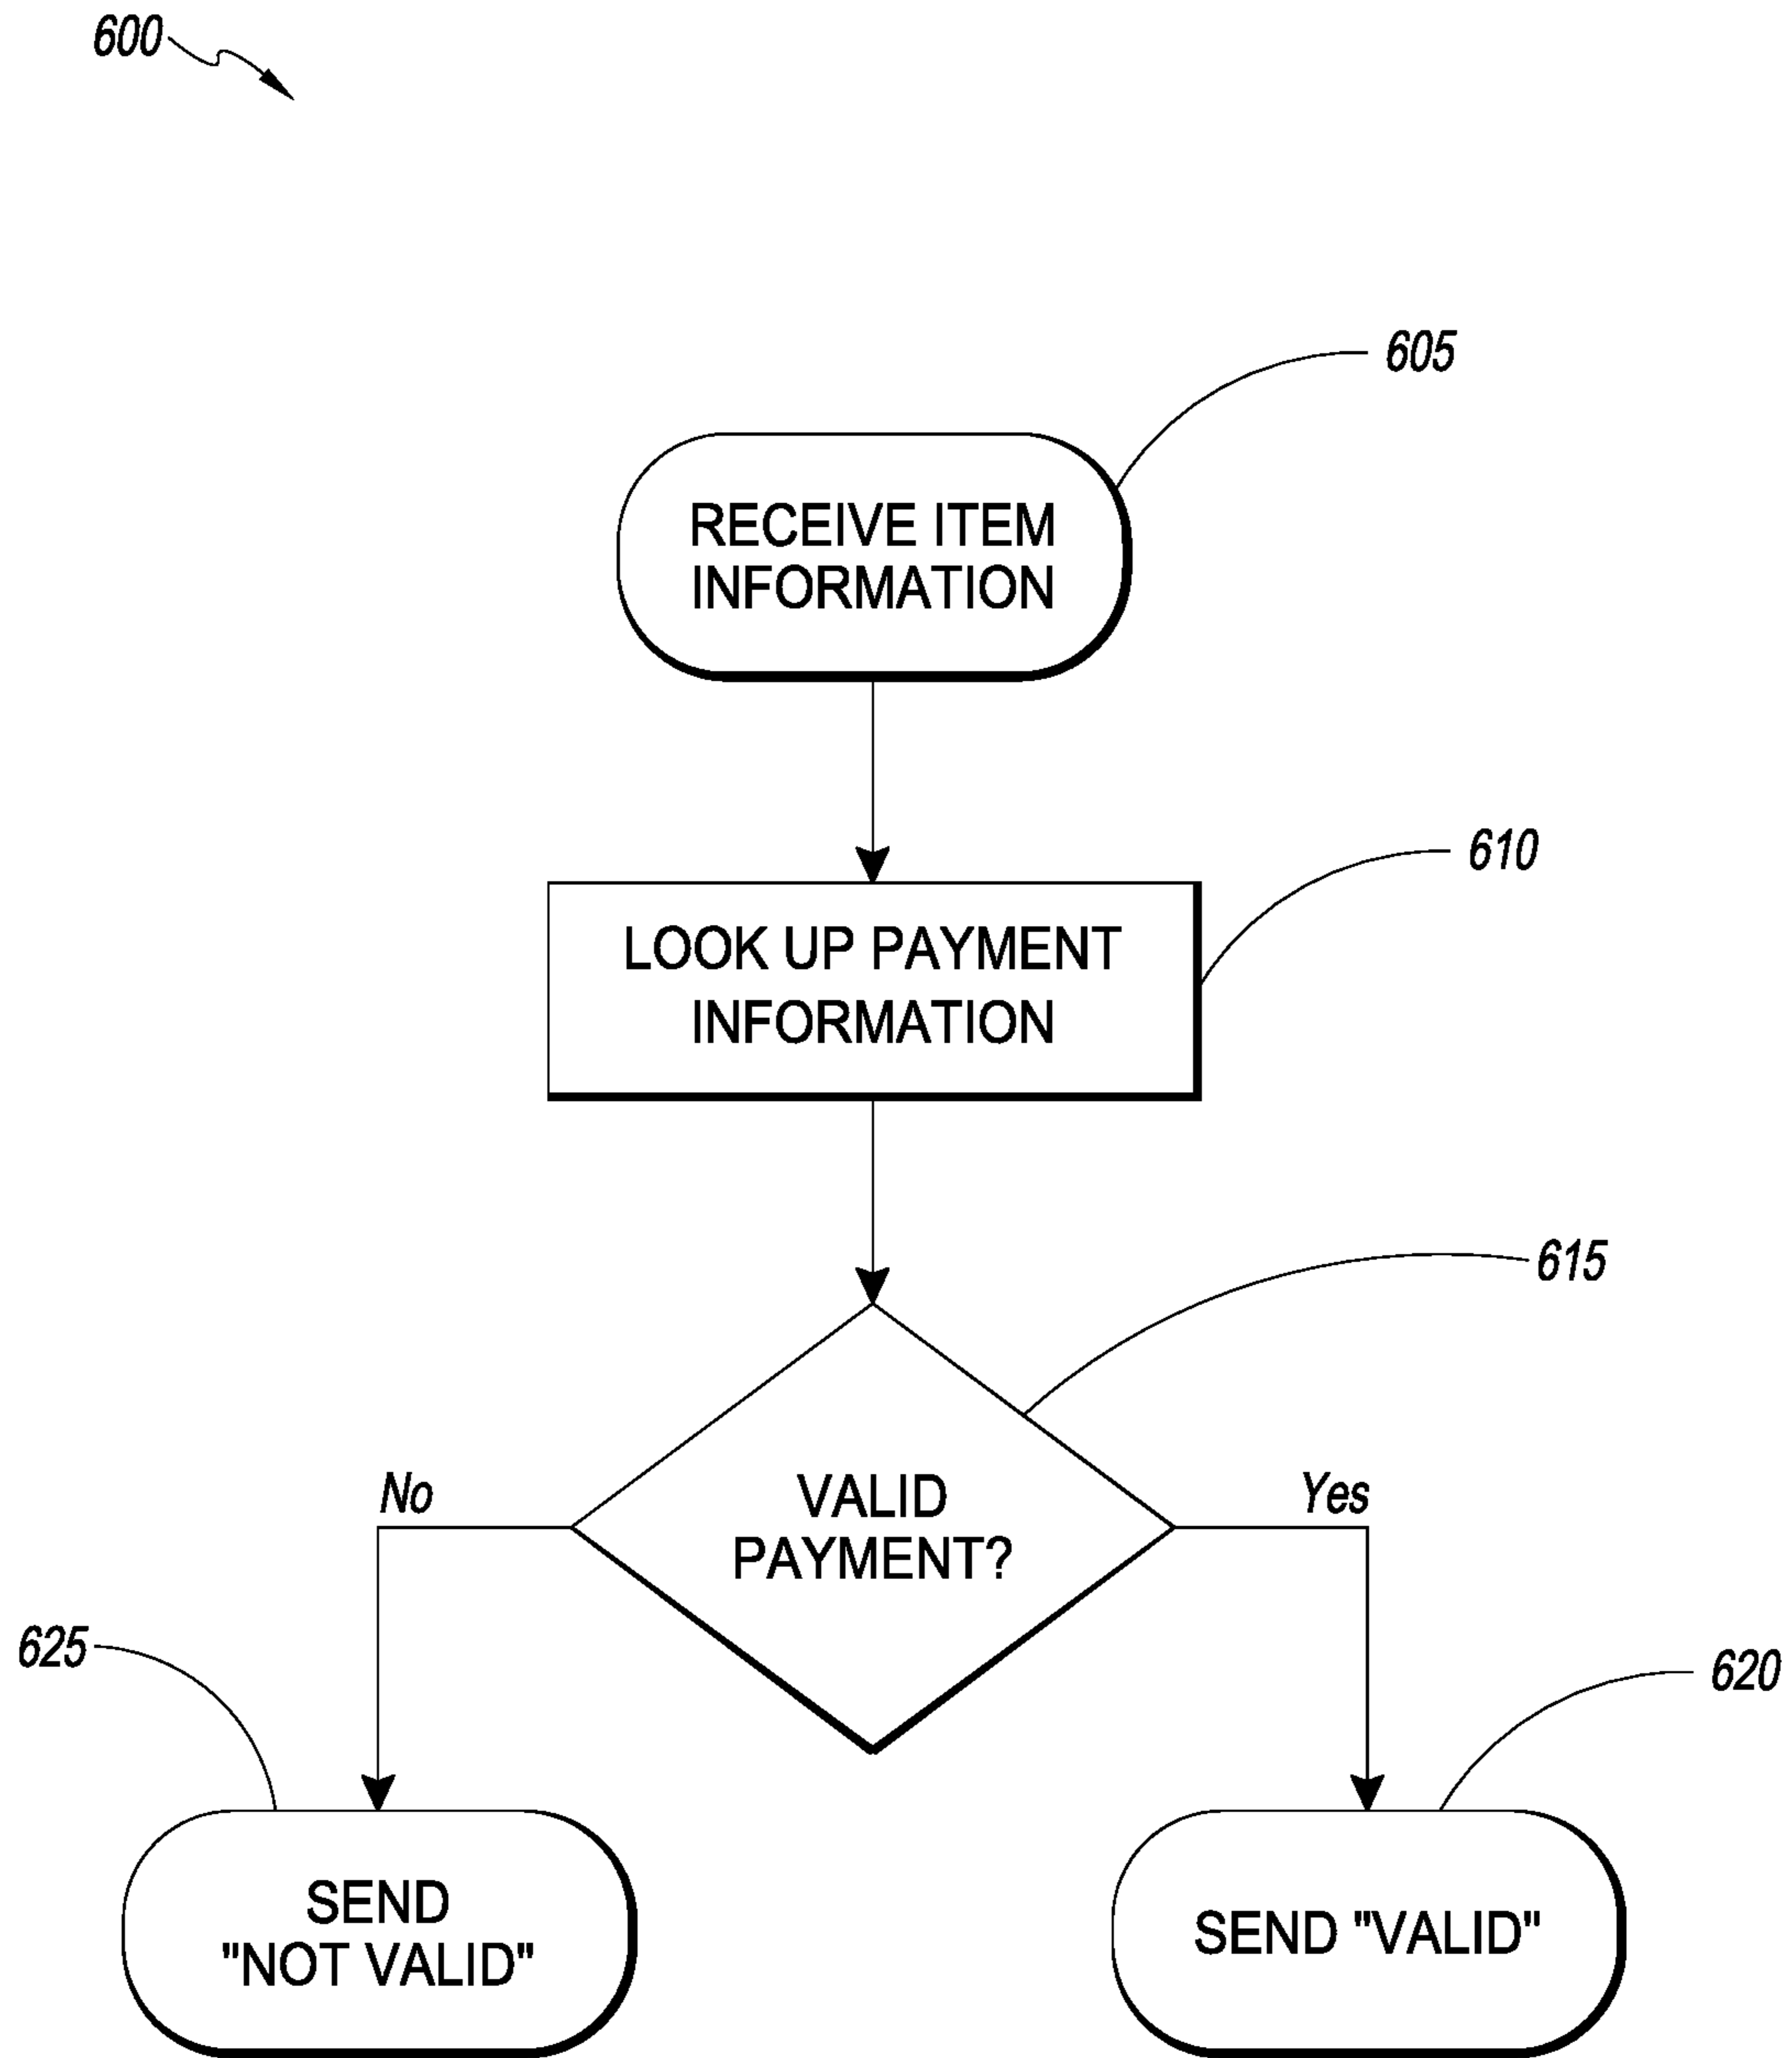 600
605
RECEIVE ITEM
INFORMATION
610
LOOK UP PAYMENT
INFORMATION
615
VALID
PAYMENT?
No
Yes
625
620
SEND
"NOT VALID"
SEND "VALID"